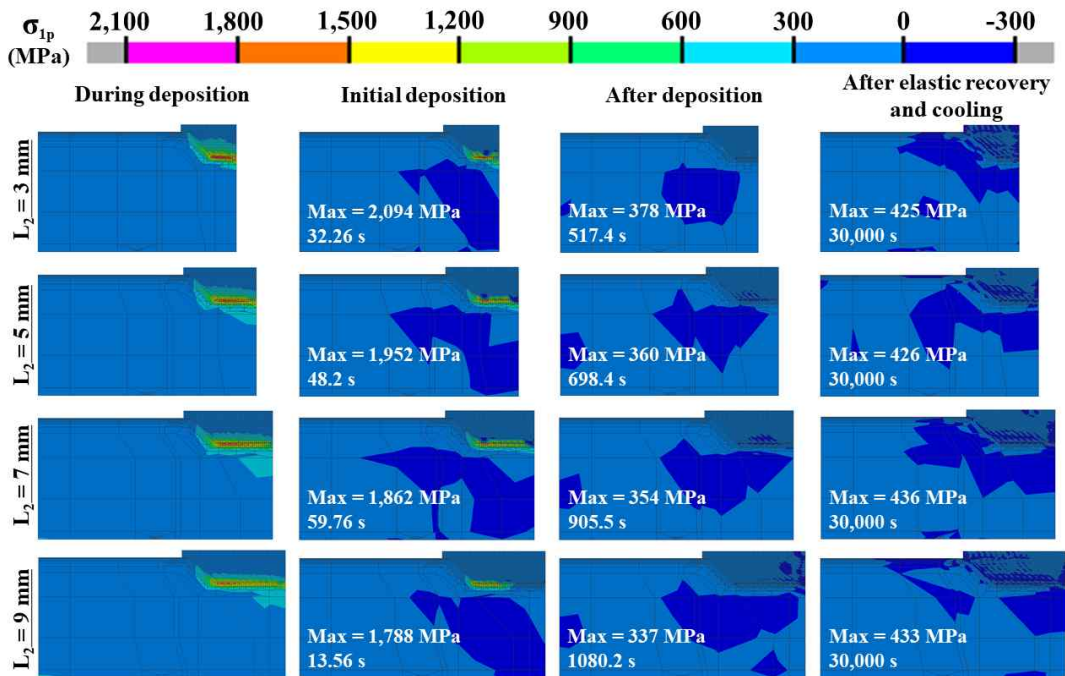 σ1p
(MPa)
2,100 1,800 1,500 1,200 900 600 300 0 -300
During deposition Initial deposition After deposition After elastic recovery
and cooling
L2 = 3 mm
Max = 2,094 MPa
32.26 s
Max = 378 MPa
517.4 s
Max = 425 MPa
30,000 s
L2 = 5 mm
Max = 1,952 MPa
48.2 s
Max = 360 MPa
698.4 s
Max = 426 MPa
30,000 s
L2 = 7 mm
Max = 1,862 MPa
59.76 s
Max = 354 MPa
905.5 s
Max = 436 MPa
30,000 s
L2 = 9 mm
Max = 1,788 MPa
13.56 s
Max = 337 MPa
1080.2 s
Max = 433 MPa
30,000 s